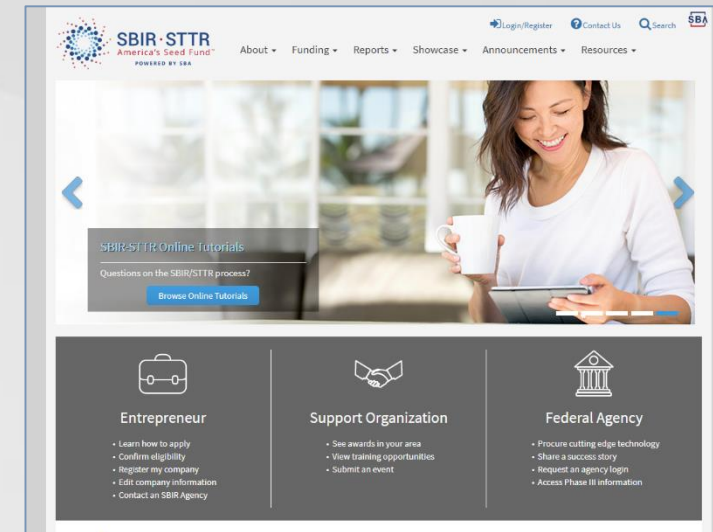 Login/Register
Contact Us
Search
SBA
SBIR·STTR
America's Seed Fund™
POWERED BY SBA
About
Funding
Reports
Showcase
Announcements
Resources
SBIR-STTR Online Tutorials
Questions on the SBIR/STTR process?
Browse Online Tutorials
Entrepreneur
• Learn how to apply
• Confirm eligibility
• Register my company
• Edit company information
• Contact an SBIR Agency
Support Organization
• See awards in your area
• View training opportunities
• Submit an event
Federal Agency
• Procure cutting edge technology
• Share a success story
• Request an agency login
• Access Phase III information